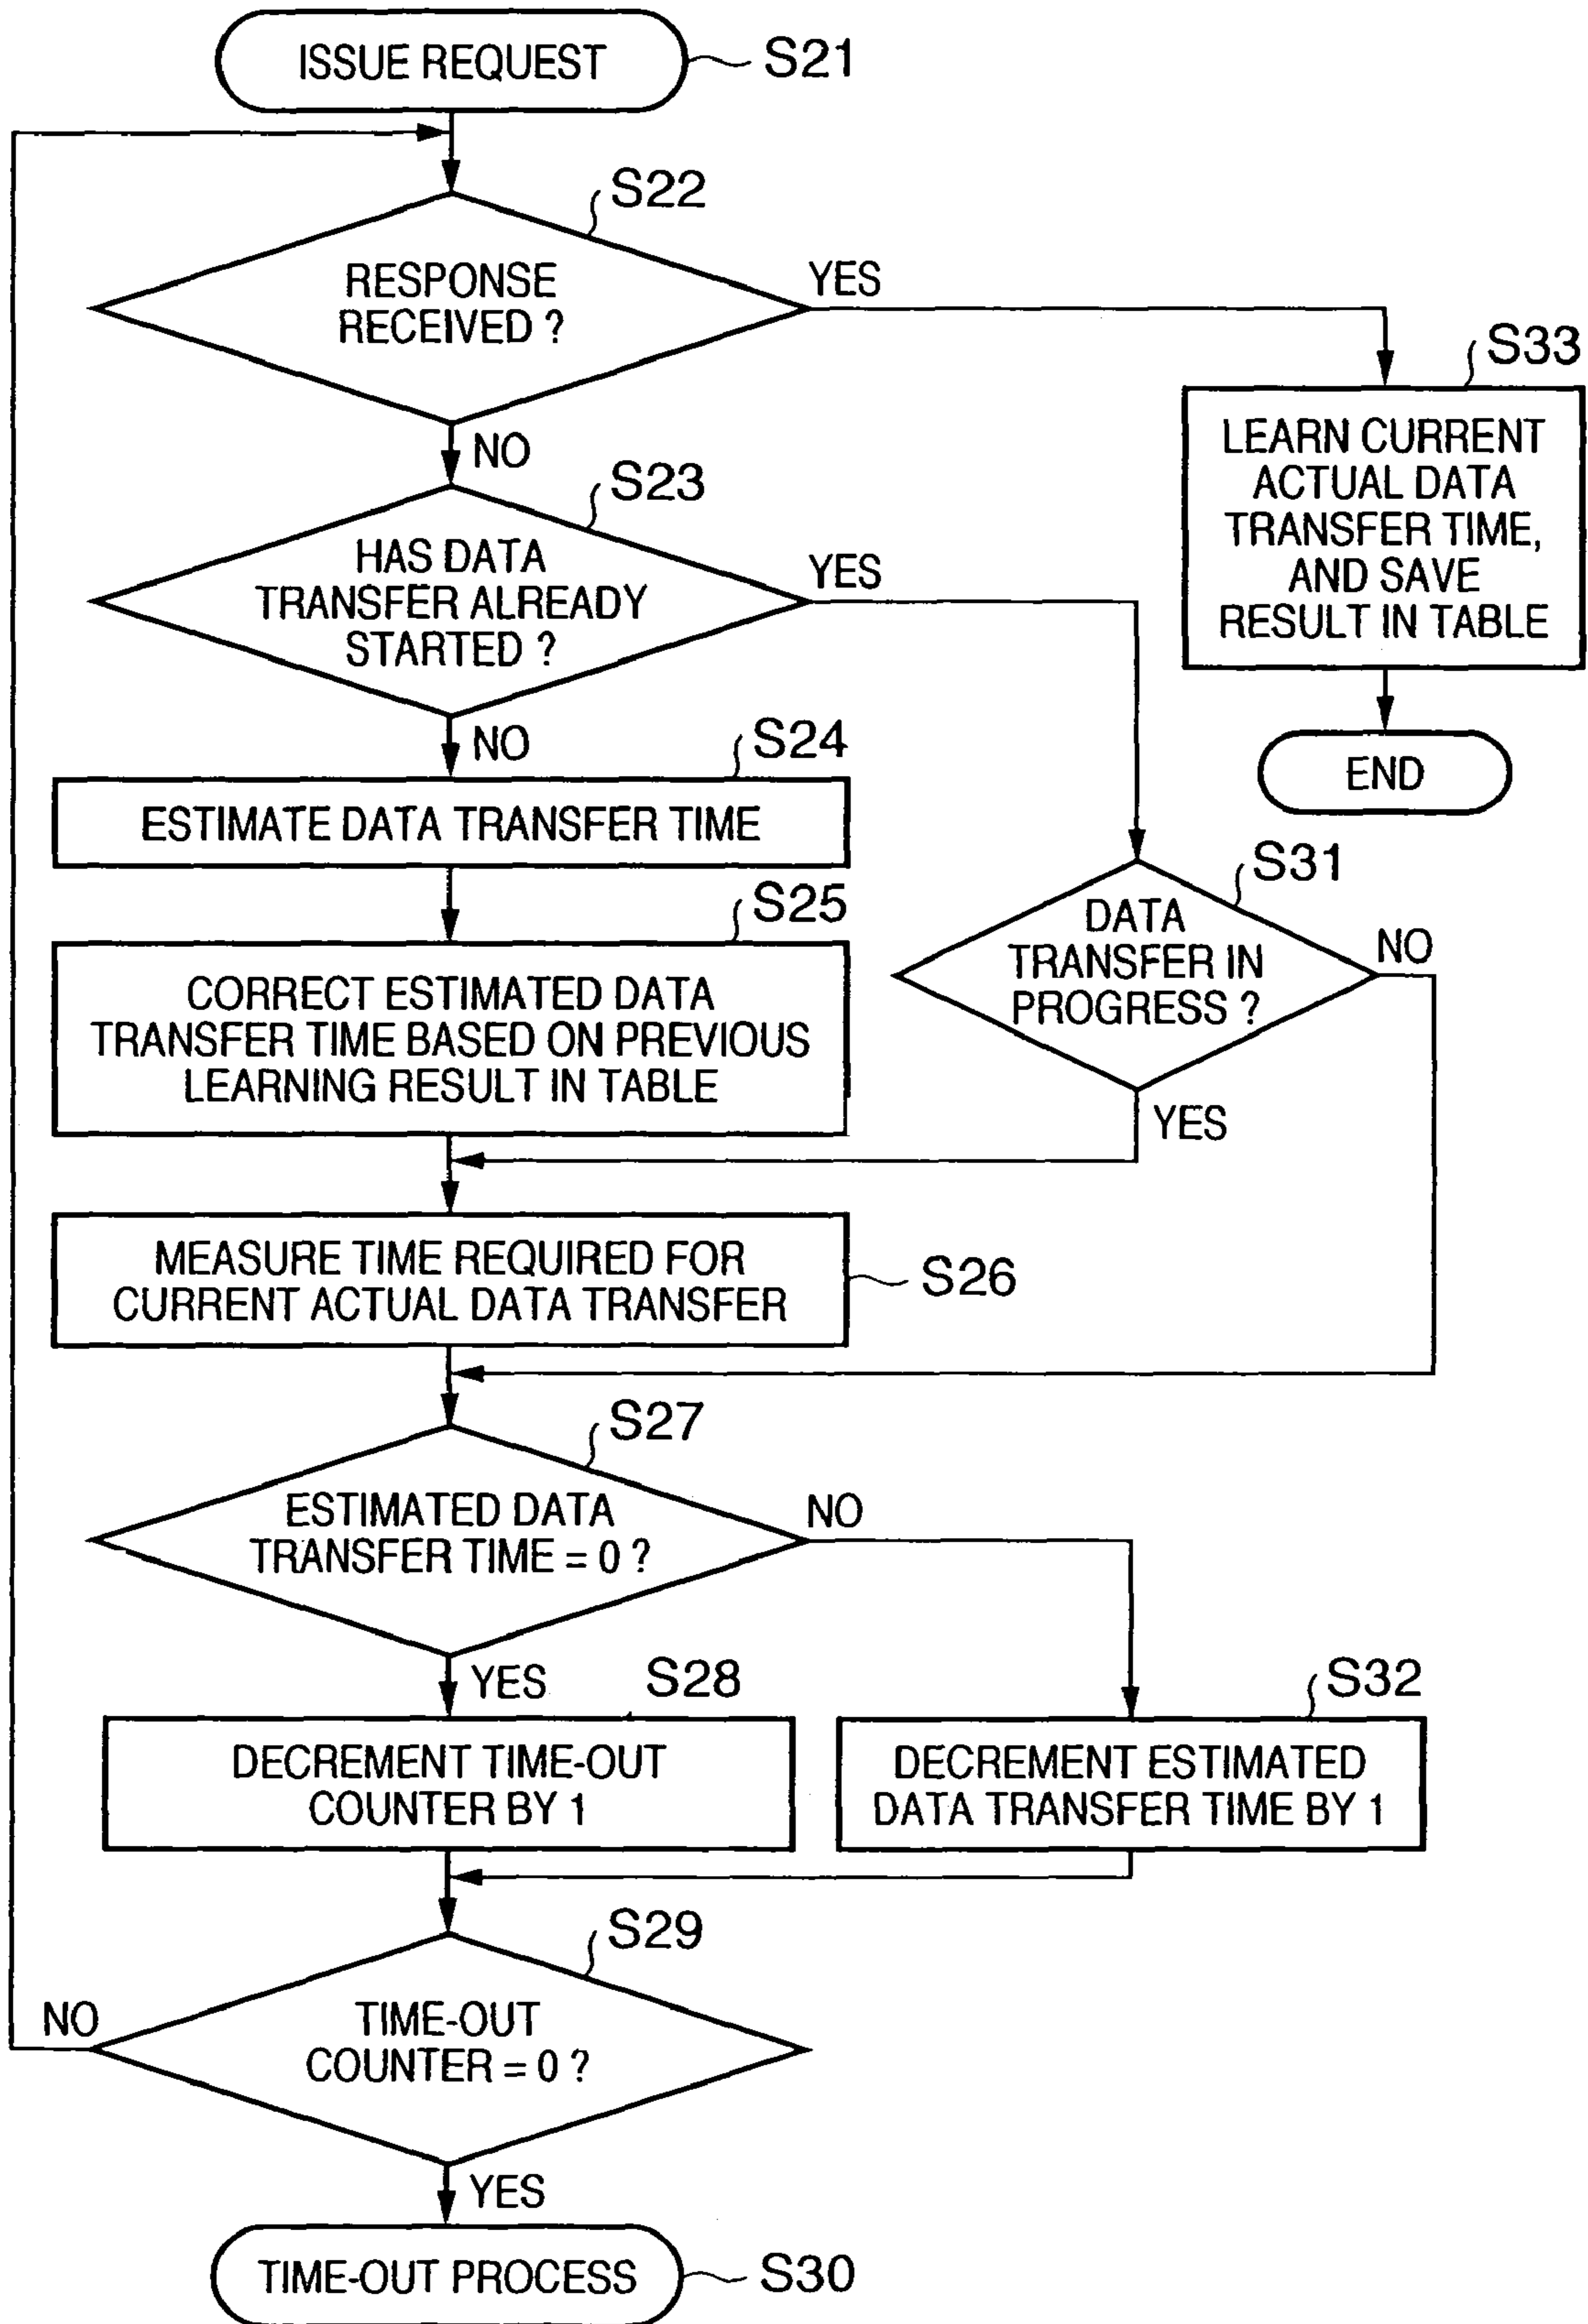 ISSUE REQUEST
S21
S22
RESPONSE
RECEIVED ?
YES
NO
S33
LEARN CURRENT
ACTUAL DATA
TRANSFER TIME,
AND SAVE
RESULT IN TABLE
END
S23
HAS DATA
TRANSFER ALREADY
STARTED ?
YES
NO
S24
ESTIMATE DATA TRANSFER TIME
S25
CORRECT ESTIMATED DATA
TRANSFER TIME BASED ON PREVIOUS
LEARNING RESULT IN TABLE
S31
DATA
TRANSFER IN
PROGRESS ?
NO
YES
MEASURE TIME REQUIRED FOR
CURRENT ACTUAL DATA TRANSFER
S26
S27
ESTIMATED DATA
TRANSFER TIME = 0 ?
NO
YES
S28
DECREMENT TIME-OUT
COUNTER BY 1
S32
DECREMENT ESTIMATED
DATA TRANSFER TIME BY 1
S29
TIME-OUT
COUNTER = 0 ?
NO
YES
TIME-OUT PROCESS
S30